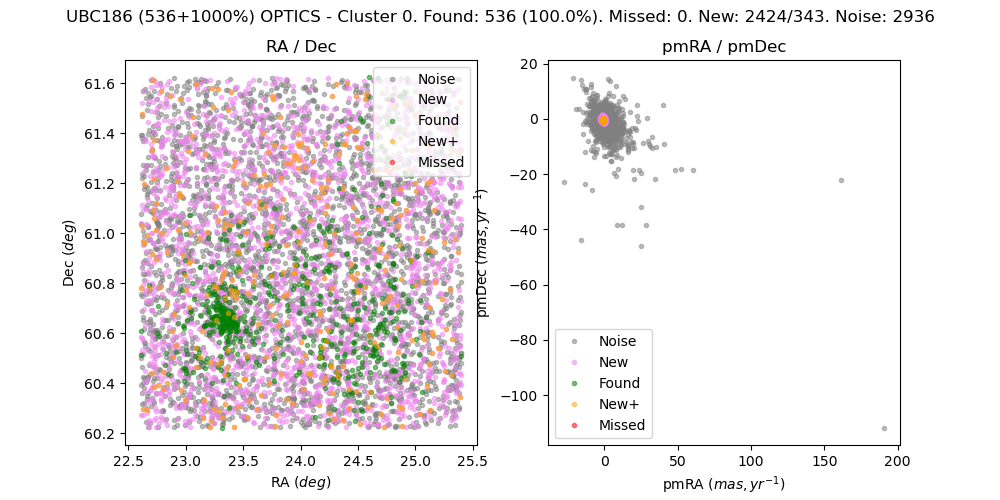 UBC186 (536+1000%) OPTICS - Cluster 0. Found: 536 (100.0%). Missed: 0. New: 2424/343. Noise: 2936
RA / Dec
61.6
61.4
61.2
61.0
60.8
60.6
60.4
60.2
Dec (deg)
22.5 23.0 23.5 24.0 24.5 25.0 25.5
RA (deg)
Noise
New
Found
New+
Missed
pmRA / pmDec
20
0
−20
−40
−60
−80
−100
pmDec (mas, yr⁻¹)
0 50 100 150 200
pmRA (mas, yr⁻¹)
Noise
New
Found
New+
Missed